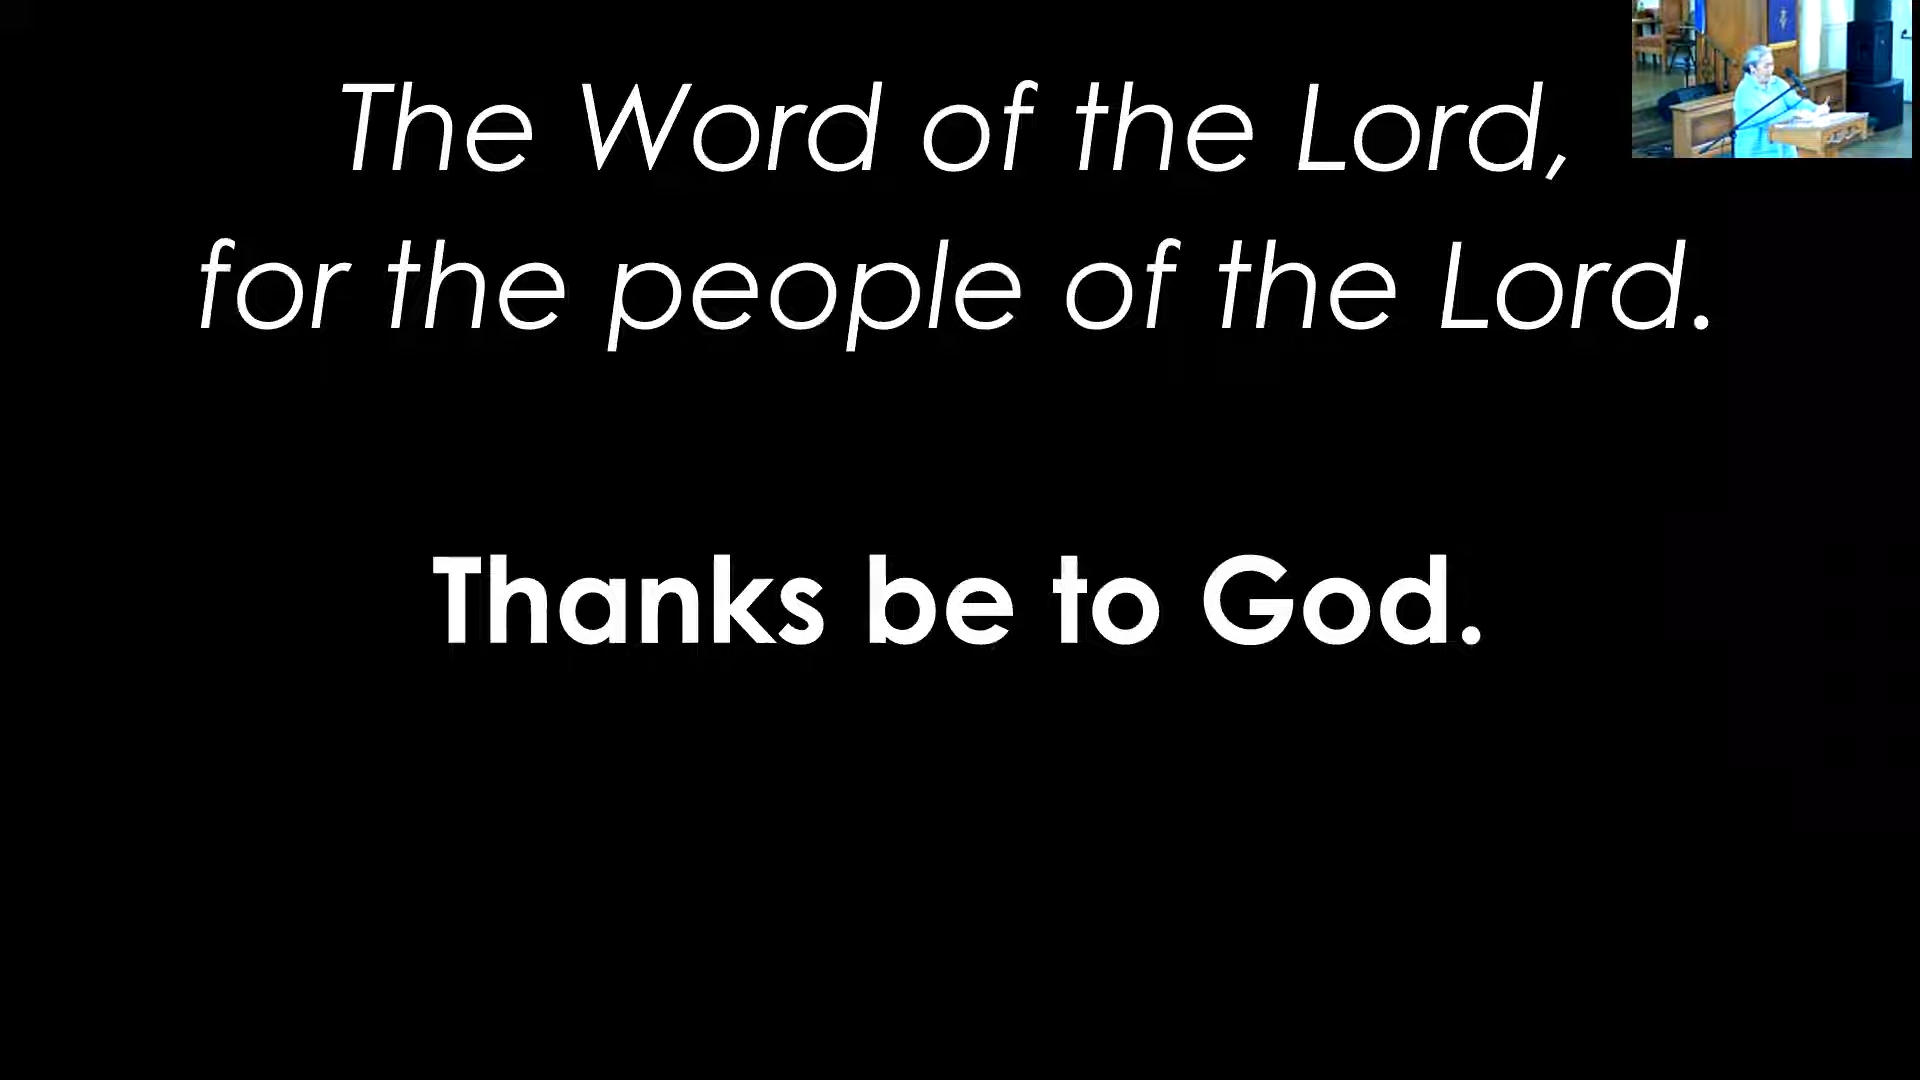 The Word of the Lord,
for the people of the Lord.
Thanks be to God.